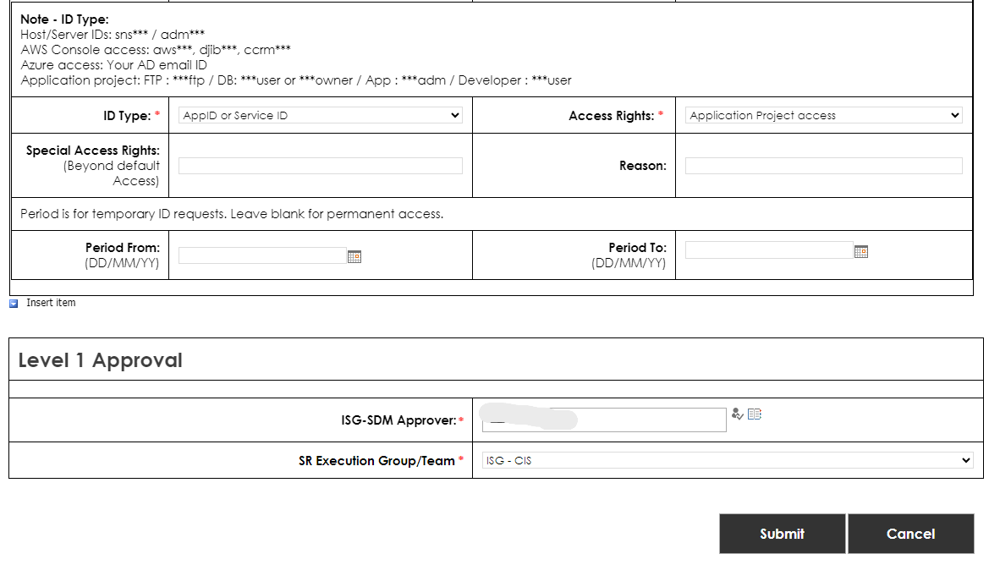 Note - ID Type:
Host/Server IDs: sns*** / adm***
AWS Console access: aws***, djib***, ccrm***
Azure access: Your AD email ID
Application project: FTP : ***ftp / DB: ***user or ***owner / App : ***adm / Developer : ***user
ID Type: * AppID or Service ID Access Rights: * Application Project access
Special Access Rights:
(Beyond default
Access)
Reason:
Period is for temporary ID requests. Leave blank for permanent access.
Period From:
(DD/MM/YY)
Period To:
(DD/MM/YY)
Insert item
Level 1 Approval
ISG-SDM Approver:*
SR Execution Group/Team * ISG - CIS
Submit Cancel